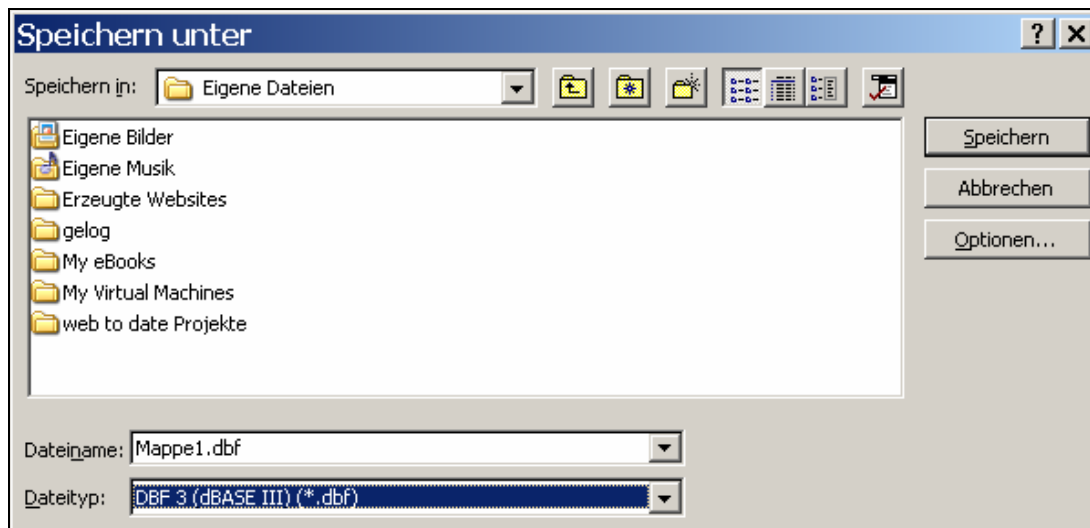 Speichern unter
Speichern in: Eigene Dateien
Eigene Bilder
Eigene Musik
Erzeugte Websites
gelog
My eBooks
My Virtual Machines
web to date Projekte
Speichern
Abbrechen
Optionen...
Dateiname: Mappe1.dbf
Dateityp: DBF 3 (dBASE III) (*.dbf)